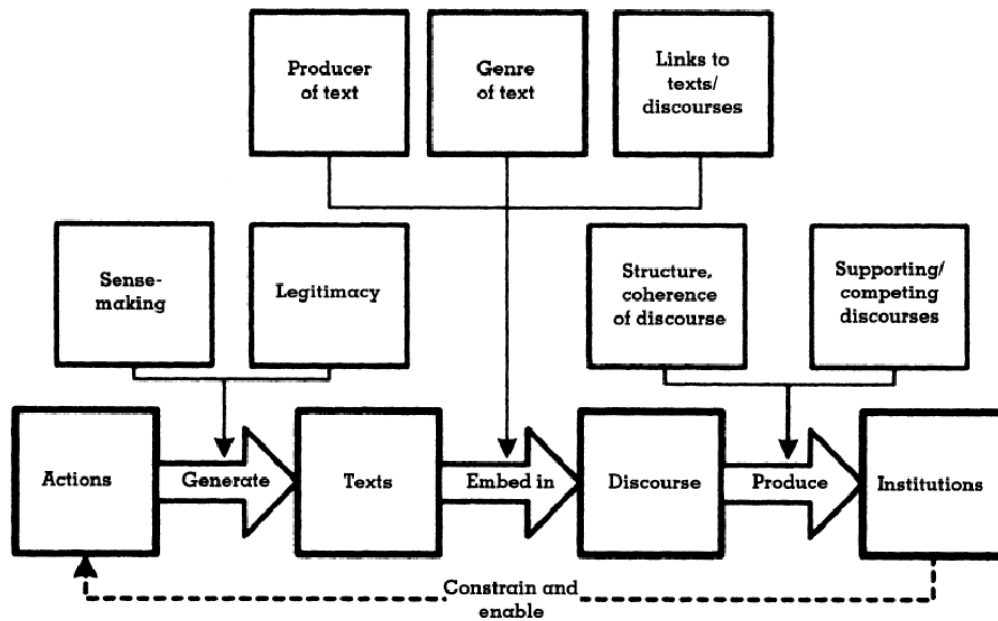 Producer
of text
Genre
of text
Links to
texts/
discourses
Sense-
making
Legitimacy
Structure,
coherence
of discourse
Supporting/
competing
discourses
Actions
Generate
Texts
Embed in
Discourse
Produce
Institutions
Constrain and
enable